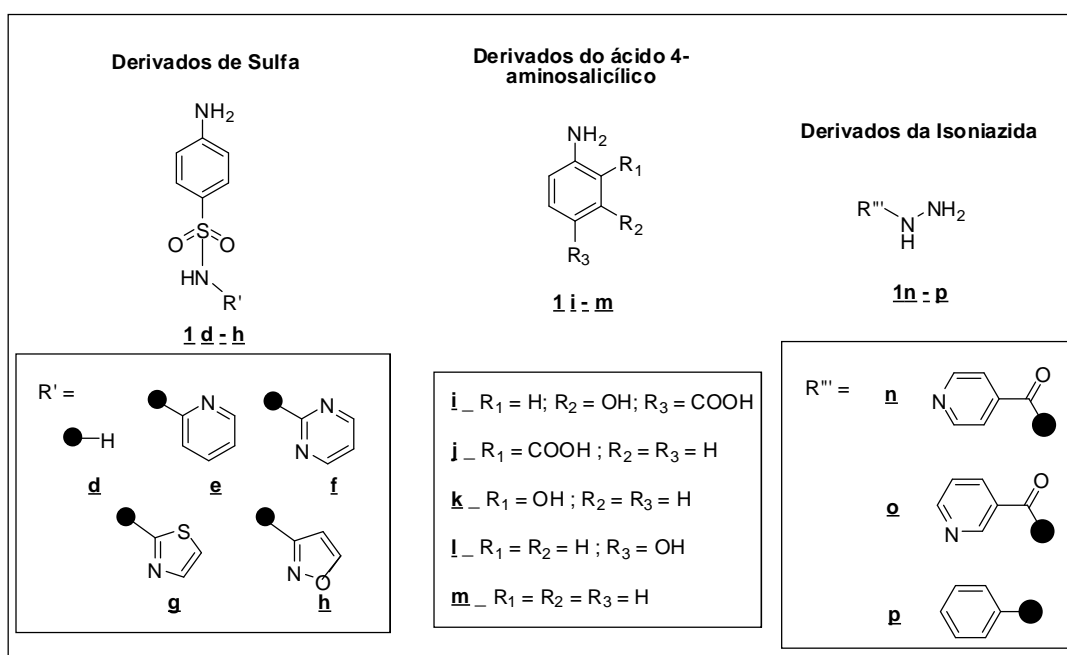 Derivados de Sulfa
NH2
O
S
O
HN
R'
1 d - h
R' =
H
d
N
e
N
N
f
S
N
g
N
O
h
Derivados do ácido 4-
aminosalicílico
NH2
R1
R2
R3
1 i - m
i _ R1 = H; R2 = OH; R3 = COOH
j _ R1 = COOH ; R2 = R3 = H
k _ R1 = OH ; R2 = R3 = H
l _ R1 = R2 = H ; R3 = OH
m _ R1 = R2 = R3 = H
Derivados da Isoniazida
R'''
N
H
NH2
1n - p
R''' =
n
N
O
o
N
O
p